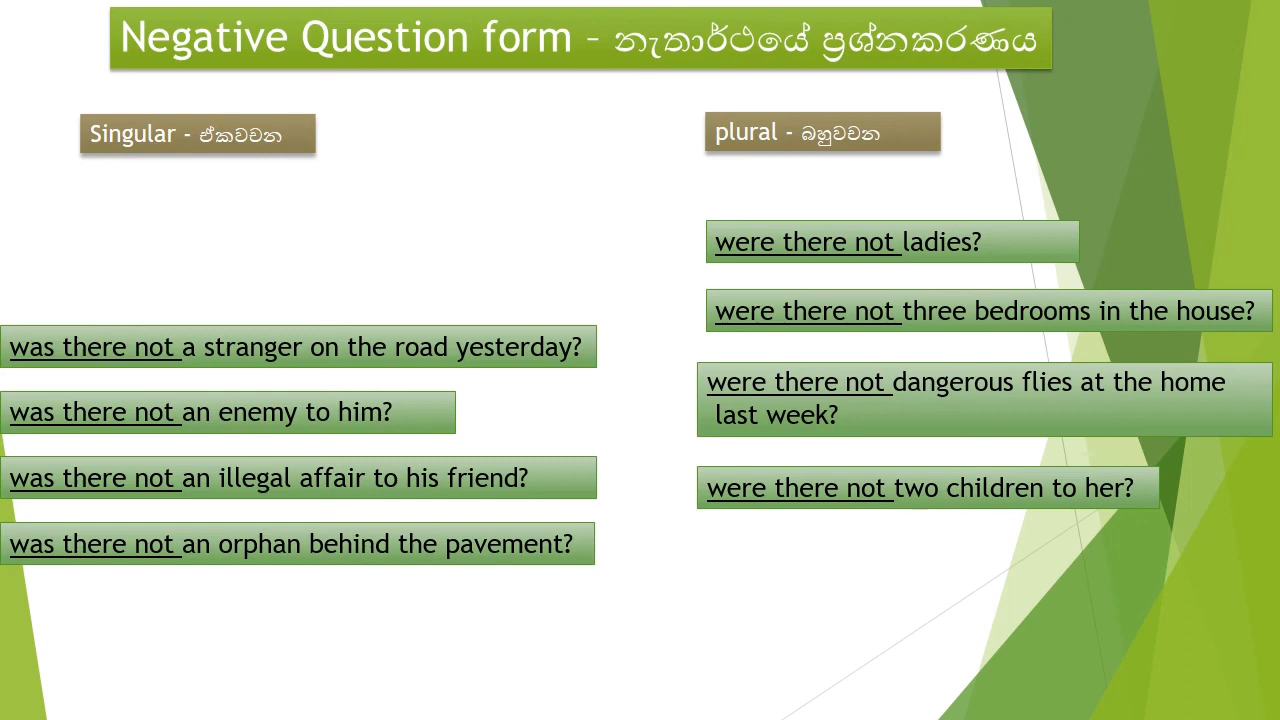 Negative Question form – නැතාර්ථයේ ප්‍රශ්නකරණය
Singular - ඒකවචන
was there not a stranger on the road yesterday?
was there not an enemy to him?
was there not an illegal affair to his friend?
was there not an orphan behind the pavement?
plural - බහුවචන
were there not ladies?
were there not three bedrooms in the house?
were there not dangerous flies at the home
last week?
were there not two children to her?